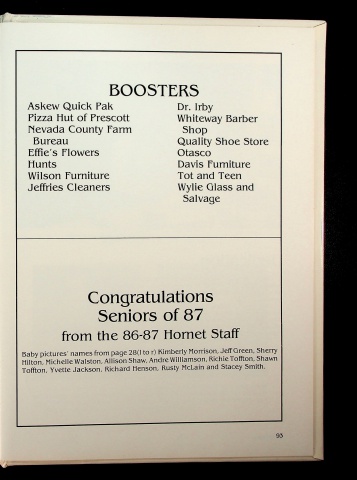 BOOSTERS
Askew Quick Pak
Pizza Hut of Prescott
Nevada County Farm
Bureau
Effie's Flowers
Hunts
Wilson Furniture
Jeffries Cleaners
Dr. Irby
Whiteway Barber
Shop
Quality Shoe Store
Otasco
Davis Furniture
Tot and Teen
Wylie Glass and
Salvage
Congratulations
Seniors of 87
from the 86-87 Hornet Staff
Baby pictures' names from page 28(l to r) Kimberly Morrison, Jeff Green, Sherry
Hilton, Michelle Walston, Allison Shaw, Andre Williamson, Richie Toffton, Shawn
Toffton, Yvette Jackson, Richard Henson, Rusty McLain and Stacey Smith.
93